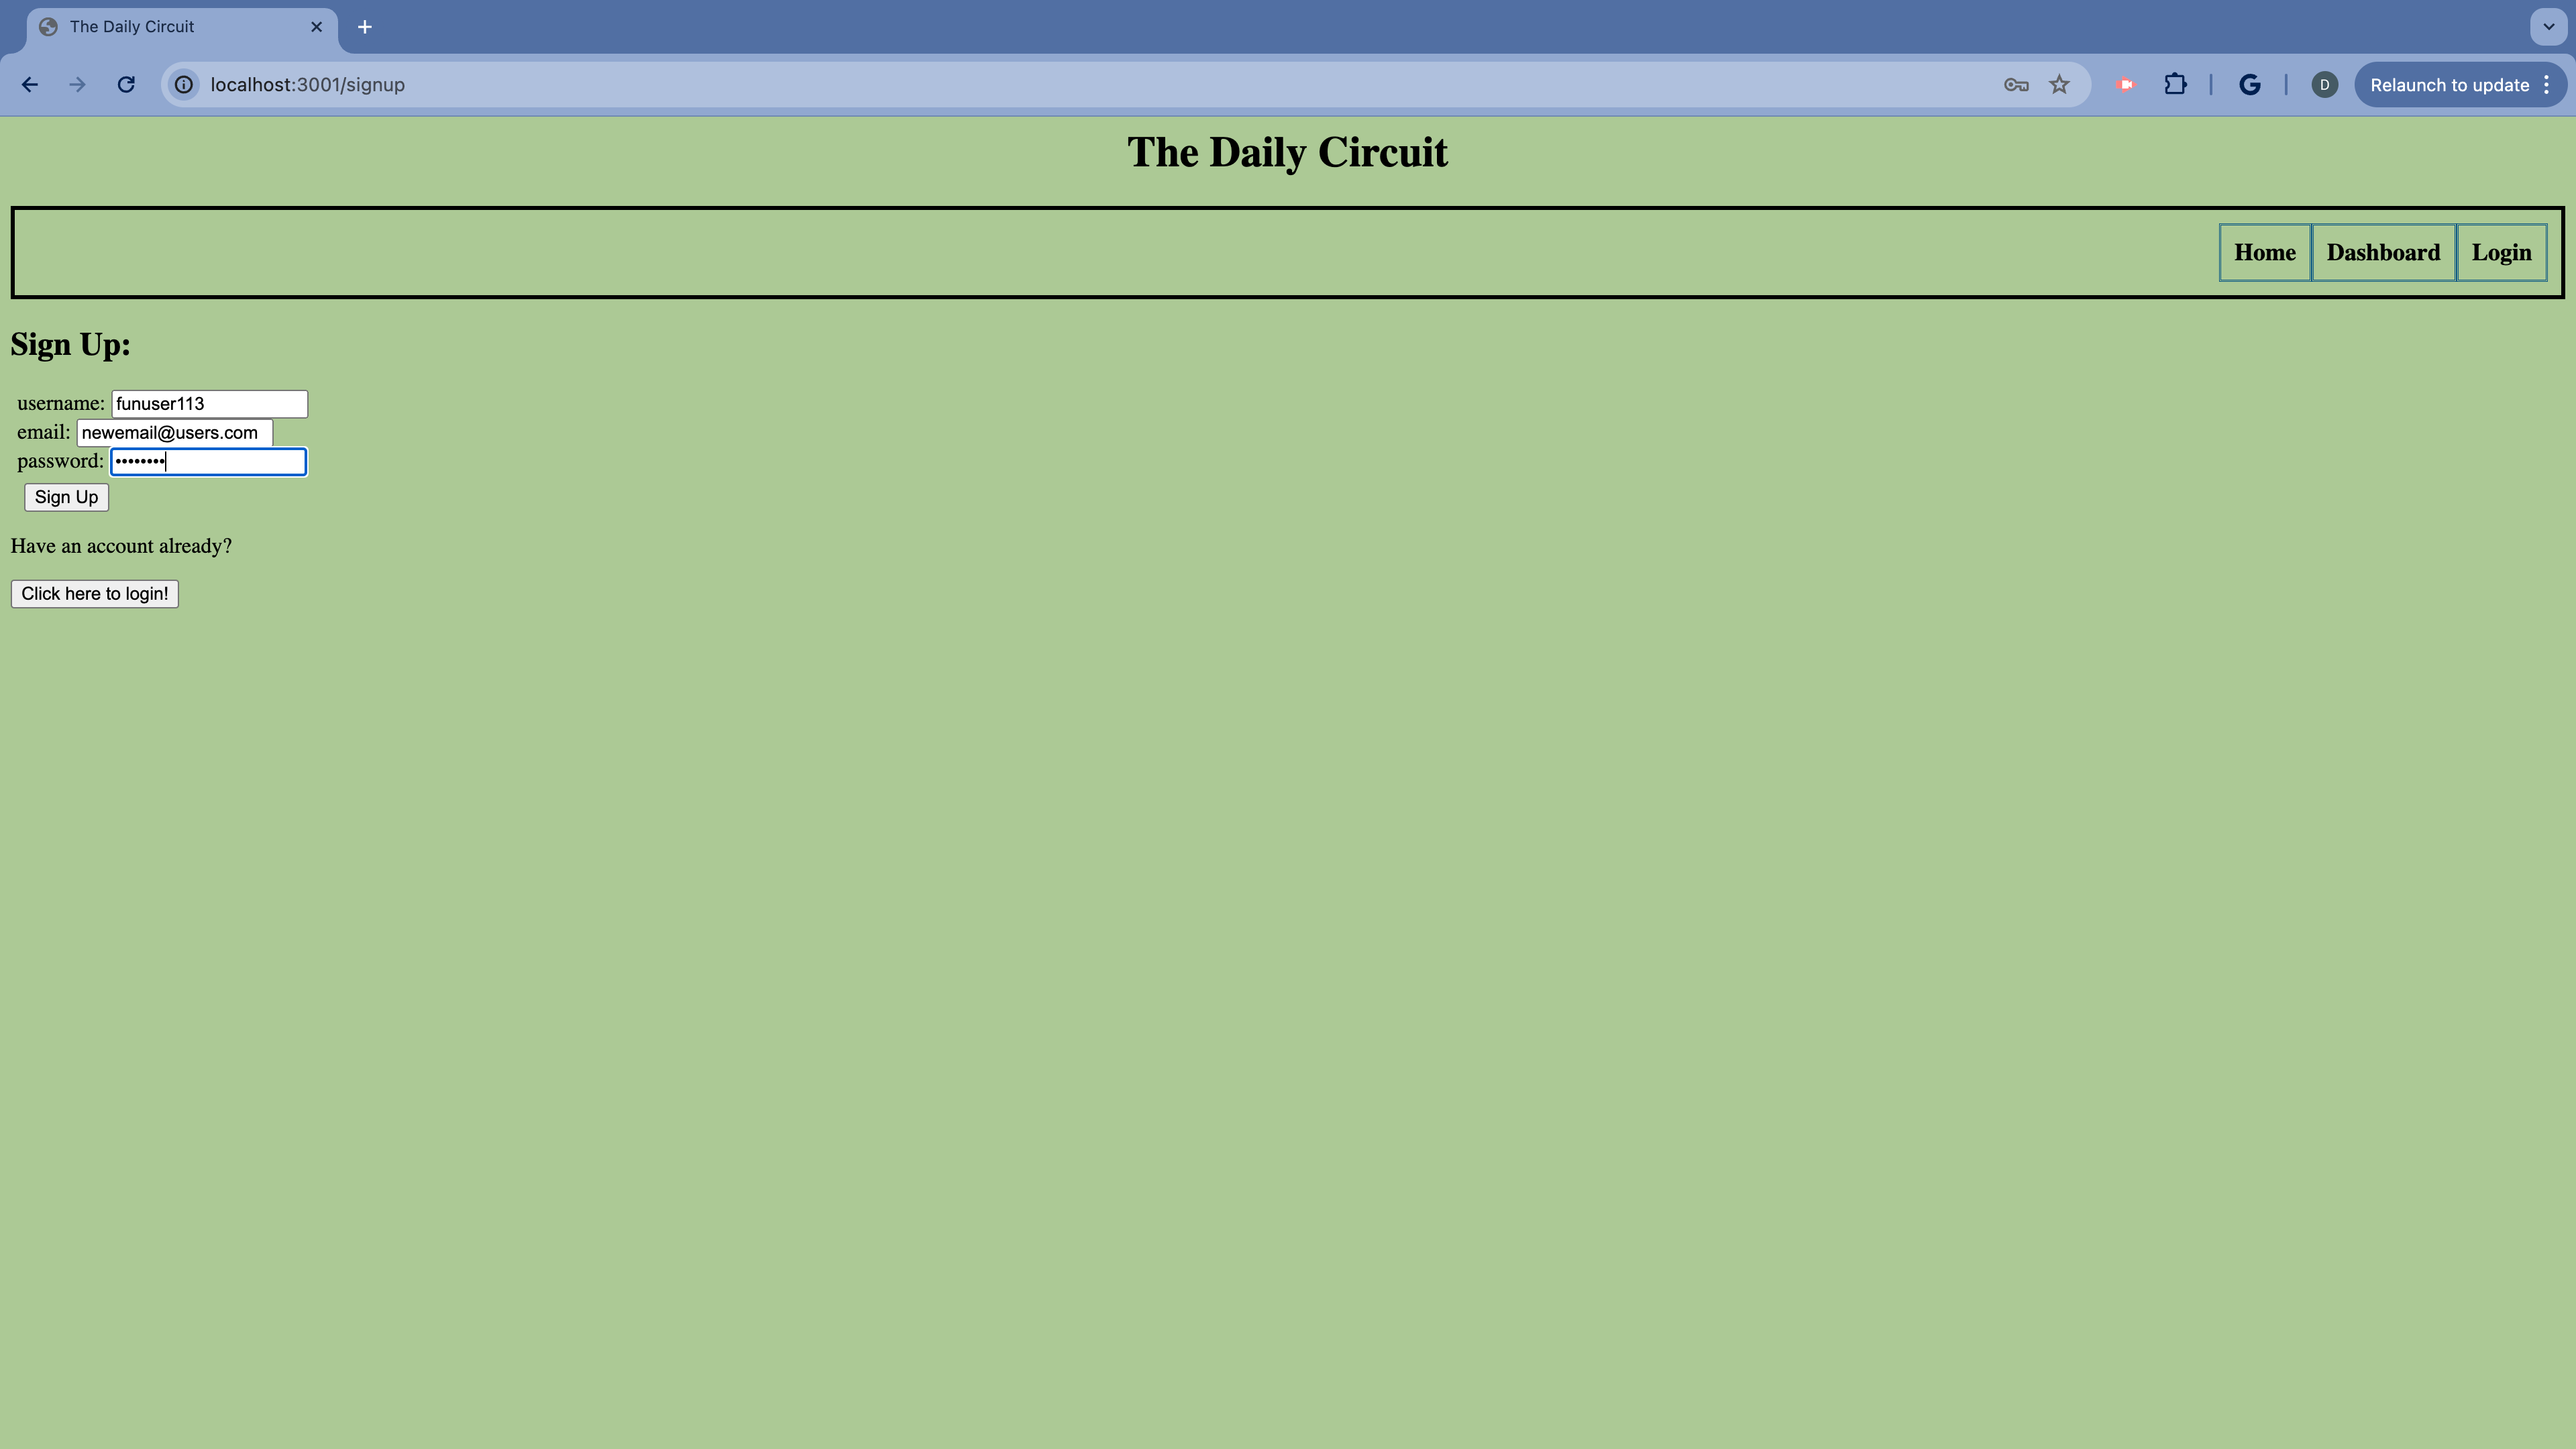 The Daily Circuit
localhost:3001/signup
D
Relaunch to update
The Daily Circuit
Home Dashboard Login
Sign Up:
username: funuser113
email: newemail@users.com
password: ••••••••
Sign Up
Have an account already?
Click here to login!